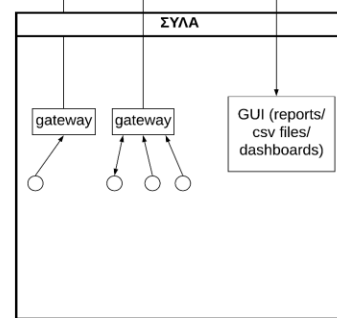 ΣΥΛΑ
gateway
gateway
GUI (reports/
csv files/
dashboards)